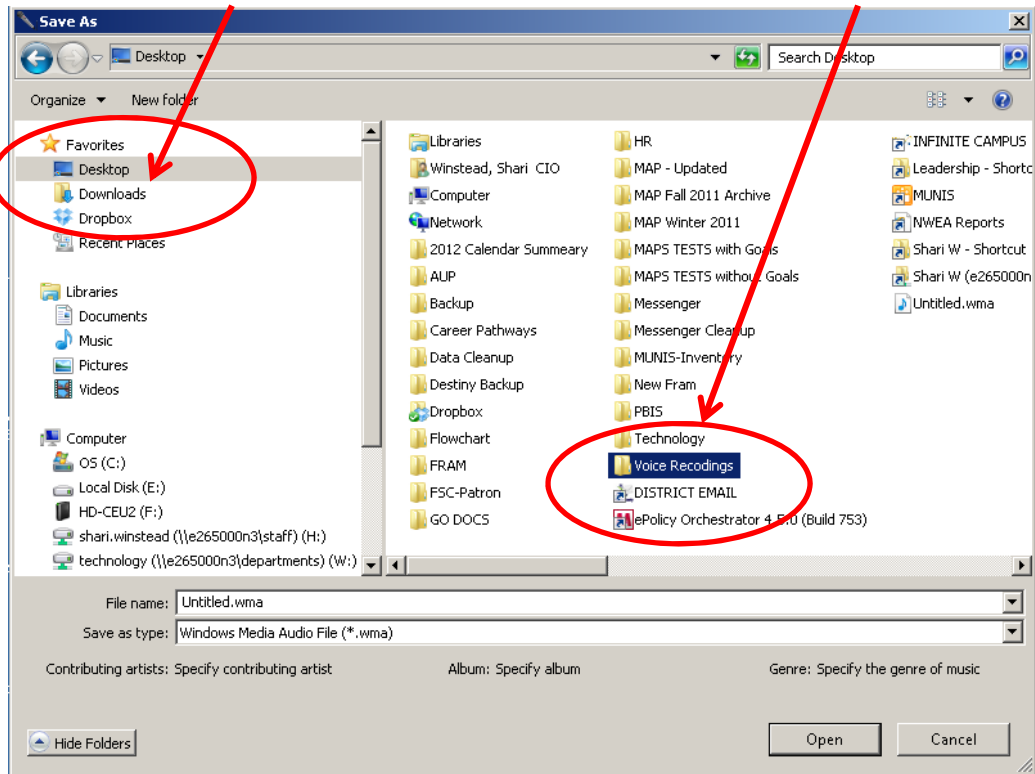 Save As
Desktop
Search Desktop
Organize
New folder
Favorites
Desktop
Downloads
Dropbox
Recent Places
Libraries
Documents
Music
Pictures
Videos
Computer
OS (C:)
Local Disk (E:)
HD-CEU2 (F:)
shari.winstead (\\e265000n3\staff) (H:)
technology (\\e265000n3\departments) (W:)
Libraries
Winstead, Shari CIO
Computer
Network
2012 Calendar Summeary
AUP
Backup
Career Pathways
Data Cleanup
Destiny Backup
Dropbox
Flowchart
FRAM
FSC-Patron
GO DOCS
HR
MAP - Updated
MAP Fall 2011 Archive
MAP Winter 2011
MAPS TESTS with Goals
MAPS TESTS without Goals
Messenger
Messenger Cleanup
MUNIS-Inventory
New Fram
PBIS
Technology
Voice Recodings
DISTRICT EMAIL
ePolicy Orchestrator 4.5.0 (Build 753)
INFINITE CAMPUS
Leadership - Shortc
MUNIS
NWEA Reports
Shari W - Shortcut
Shari W (e265000n
Untitled.wma
File name: Untitled.wma
Save as type: Windows Media Audio File (*.wma)
Contributing artists: Specify contributing artist Album: Specify album Genre: Specify the genre of music
Hide Folders Open Cancel